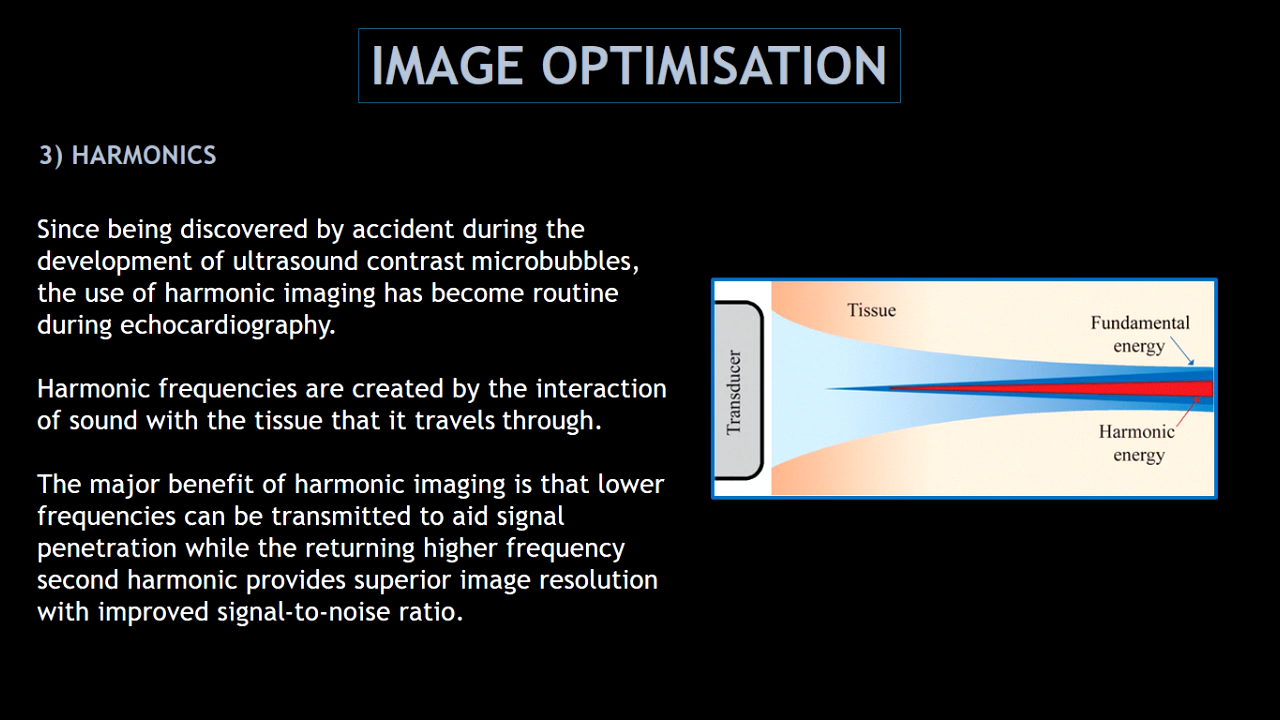 IMAGE OPTIMISATION
3) HARMONICS
Since being discovered by accident during the
development of ultrasound contrast microbubbles,
the use of harmonic imaging has become routine
during echocardiography.
Harmonic frequencies are created by the interaction
of sound with the tissue that it travels through.
The major benefit of harmonic imaging is that lower
frequencies can be transmitted to aid signal
penetration while the returning higher frequency
second harmonic provides superior image resolution
with improved signal-to-noise ratio.
Transducer
Tissue
Fundamental
energy
Harmonic
energy